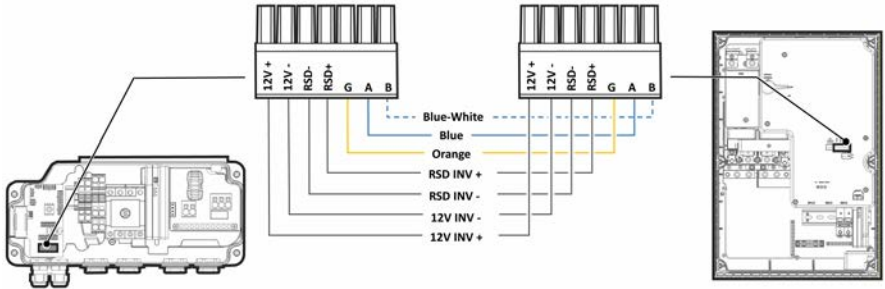 12V + 12V - RSD- RSD+ G A B
12V + 12V - RSD- RSD+ G A B
Blue-White
Blue
Orange
RSD INV +
RSD INV -
12V INV -
12V INV +